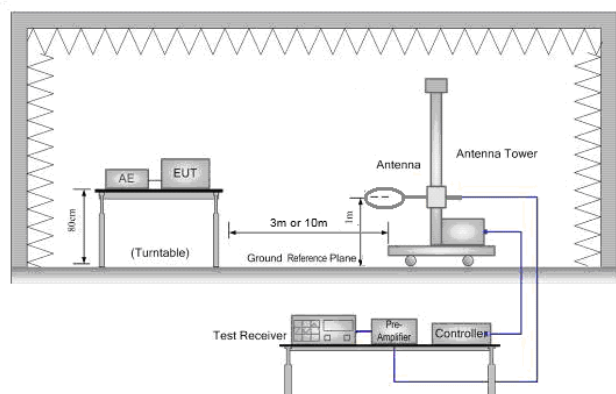 Antenna Tower
Antenna
EUT
AE
80cm
(Turntable)
3m or 10m
1m
Ground Reference Plane
Test Receiver
Pre-
Amplifier
Controller